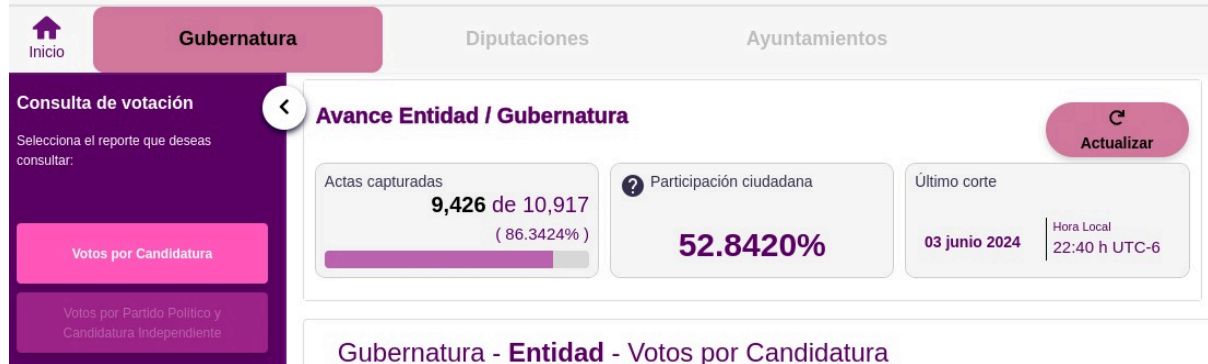 Inicio
Gubernatura
Diputaciones
Ayuntamientos
Consulta de votación
Selecciona el reporte que deseas
consultar:
Votos por Candidatura
Votos por Partido Político y
Candidatura Independiente
Avance Entidad / Gubernatura
Actualizar
Actas capturadas
9,426 de 10,917
( 86.3424% )
? Participación ciudadana
52.8420%
Último corte
03 junio 2024
Hora Local
22:40 h UTC-6
Gubernatura - Entidad - Votos por Candidatura